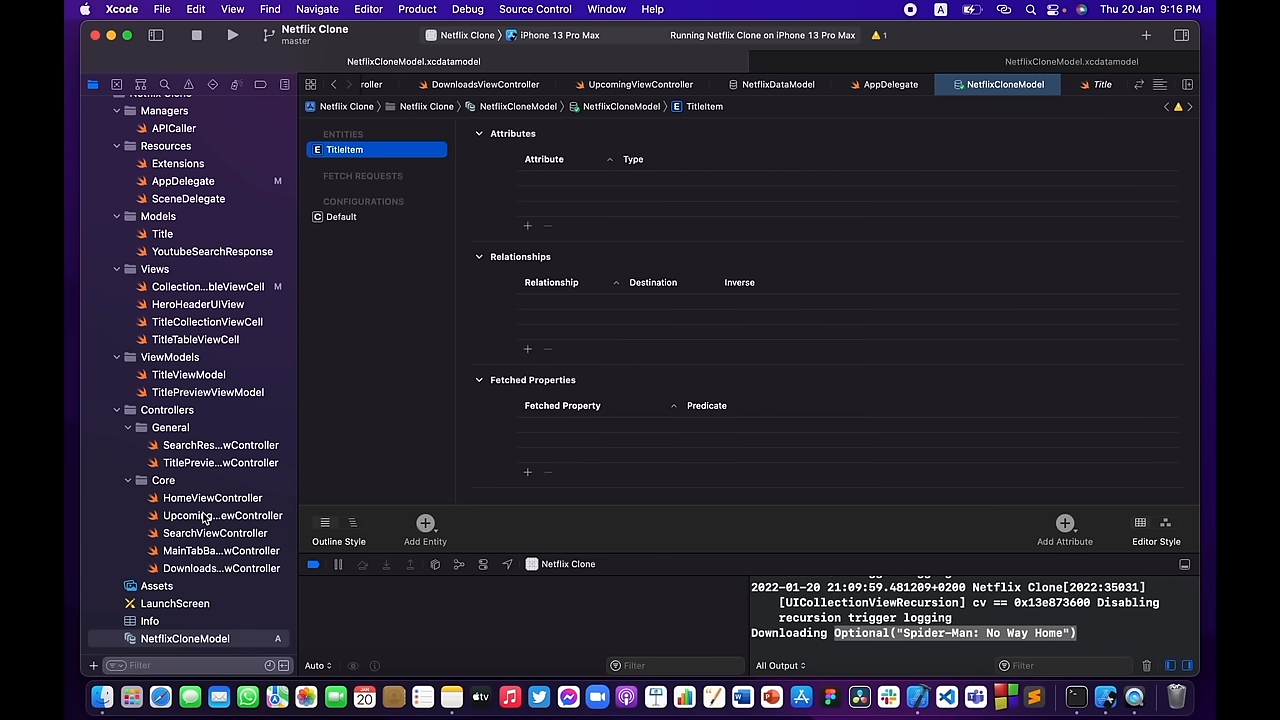 Xcode File Edit View Find Navigate Editor Product Debug Source Control Window Help
A
Thu 20 Jan 9:16 PM
Netflix Clone
master
Netflix Clone
iPhone 13 Pro Max
Running Netflix Clone on iPhone 13 Pro Max
1
NetflixCloneModel.xcdatamodel
NetflixCloneModel.xcdatamodel
roller
DownloadsViewController
UpcomingViewController
NetflixDataModel
AppDelegate
NetflixCloneModel
Title
Netflix Clone
Netflix Clone
NetflixCloneModel
NetflixCloneModel
E TitleItem
Managers
APICaller
Resources
Extensions
AppDelegate M
SceneDelegate
Models
Title
YoutubeSearchResponse
Views
Collection...bleViewCell M
HeroHeaderUIView
TitleCollectionViewCell
TitleTableViewCell
ViewModels
TitleViewModel
TitlePreviewViewModel
Controllers
General
SearchRes...wController
TitlePrevie...wController
Core
HomeViewController
Upcoming...ewController
SearchViewController
MainTabBa...wController
Downloads...wController
Assets
LaunchScreen
Info
NetflixCloneModel A
Filter
ENTITIES
E TitleItem
FETCH REQUESTS
CONFIGURATIONS
C Default
Attributes
Attribute Type
Relationships
Relationship Destination Inverse
Fetched Properties
Fetched Property Predicate
Outline Style
Add Entity
Add Attribute
Editor Style
Netflix Clone
2022-01-20 21:09:59.481209+0200 Netflix Clone[2022:35031]
[UICollectionViewRecursion] cv == 0x13e873600 Disabling
recursion trigger logging
Downloading Optional("Spider-Man: No Way Home")
Auto
Filter
All Output
Filter